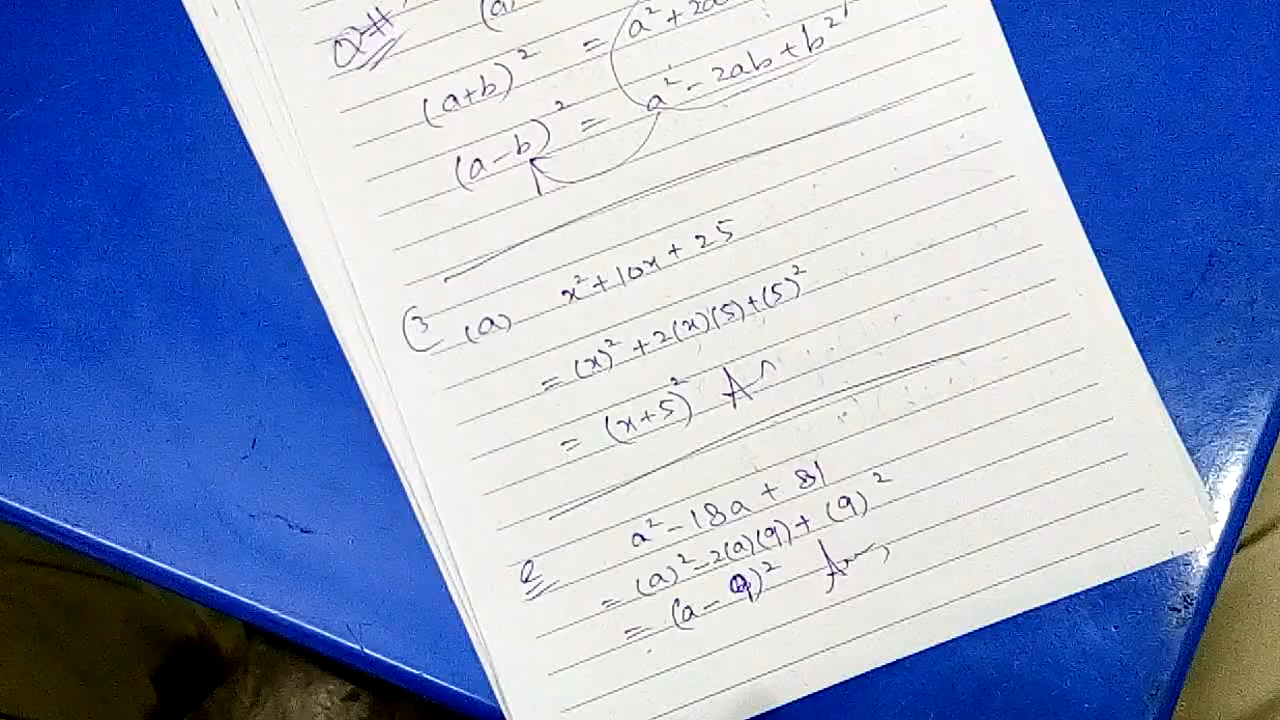 Q#
(a)
(a+b)² = a² + 2a
(a-b)² = a² - 2ab + b²
(3 (a) x² + 10x + 25
= (x)² + 2(x)(5) + (5)²
= (x+5)² A
e a² - 18a + 81
= (a)² - 2(a)(9) + (9)²
= (a - 9)² Ans